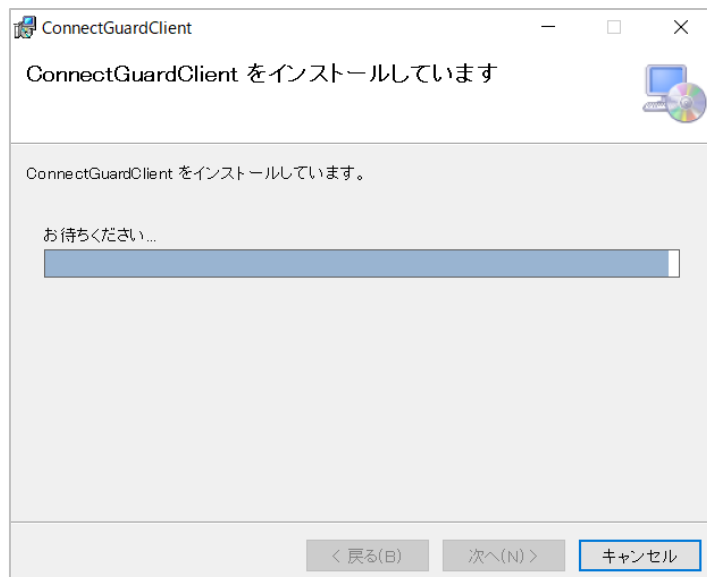 ConnectGuardClient
ConnectGuardClient をインストールしています
ConnectGuardClient をインストールしています。
お待ちください...
< 戻る(B)
次へ(N) >
キャンセル